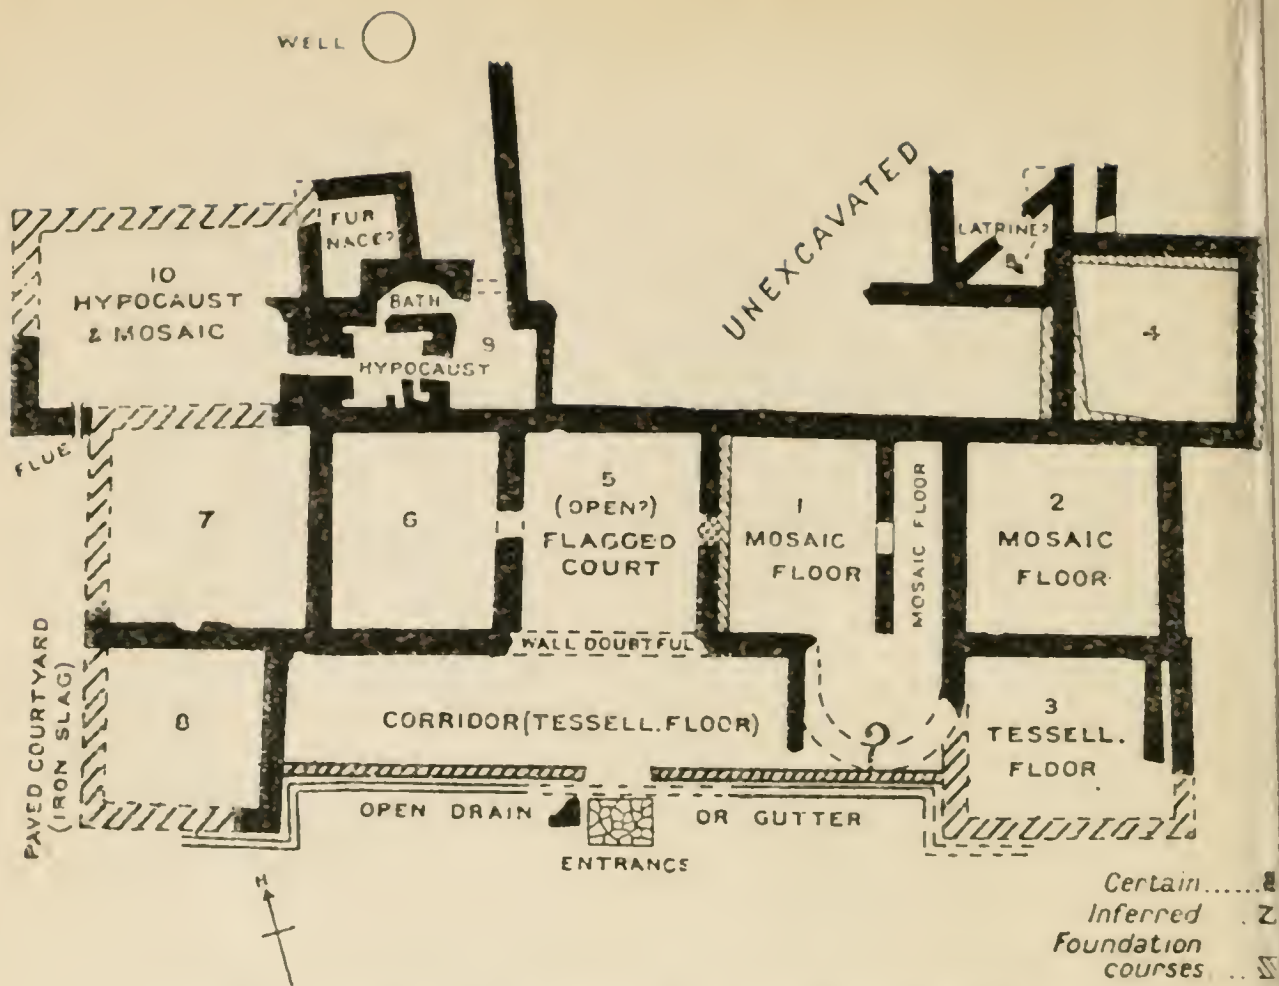 WELL
UNEXCAVATED
FUR
NACE?
LATRINE?
10
HYPOCAUST
& MOSAIC
BATH
9
HYPOCAUST
4
FLUE
7
6
5
(OPEN?)
FLAGGED
COURT
1
MOSAIC
FLOOR
MOSAIC FLOOR
2
MOSAIC
FLOOR
WALL DOUBTFUL
PAVED COURTYARD
(IRON SLAG)
8
CORRIDOR (TESSELL. FLOOR)
?
3
TESSELL.
FLOOR
OPEN DRAIN
OR GUTTER
ENTRANCE
N
Certain......
Inferred .
Foundation
courses ..